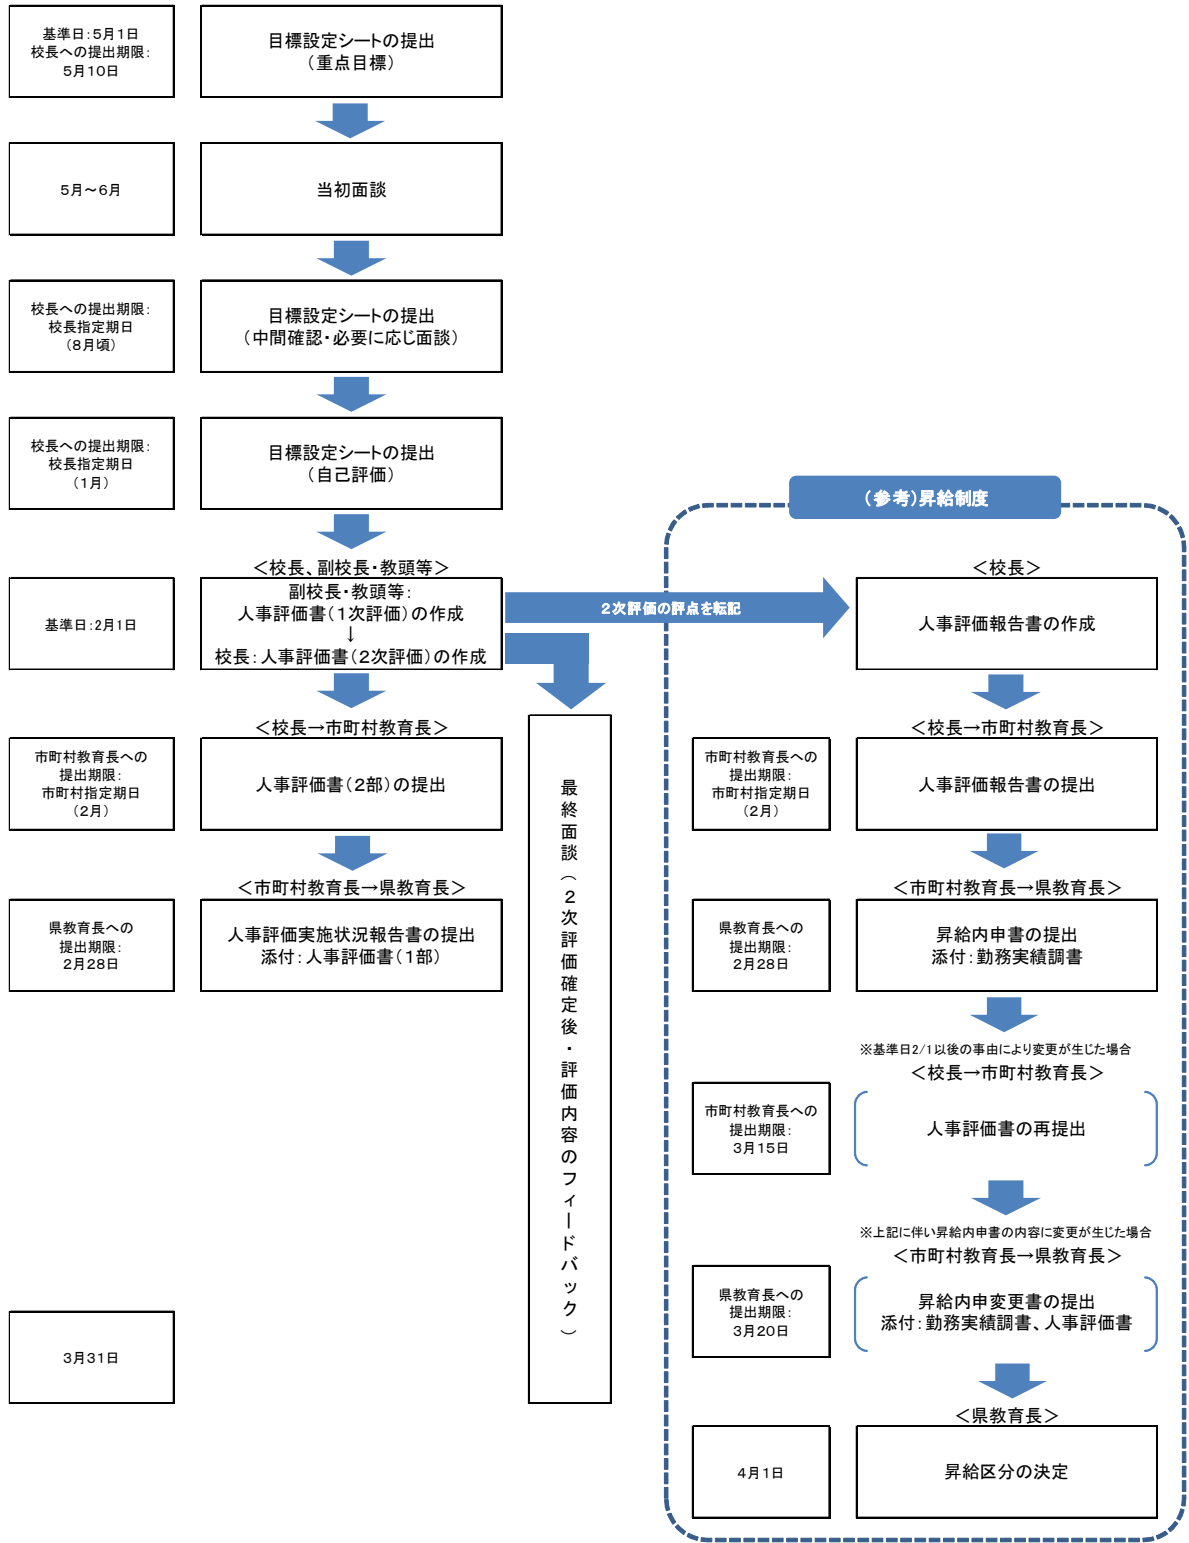 基準日：５月１日
校長への提出期限：
５月１０日
目標設定シートの提出
（重点目標）
５月～６月
当初面談
校長への提出期限：
校長指定期日
（８月頃）
目標設定シートの提出
（中間確認・必要に応じ面談）
校長への提出期限：
校長指定期日
（１月）
目標設定シートの提出
（自己評価）
＜校長、副校長・教頭等＞
基準日：2月1日
副校長・教頭等：
人事評価書（１次評価）の作成
↓
校長：人事評価書（２次評価）の作成
＜校長→市町村教育長＞
市町村教育長への
提出期限：
市町村指定期日
（２月）
人事評価書（２部）の提出
＜市町村教育長→県教育長＞
県教育長への
提出期限：
２月２８日
人事評価実施状況報告書の提出
添付：人事評価書（１部）
３月３１日
最終面談（２次評価確定後・評価内容のフィードバック）
（参考）昇給制度
２次評価の評点を転記
＜校長＞
人事評価報告書の作成
＜校長→市町村教育長＞
市町村教育長への
提出期限：
市町村指定期日
（２月）
人事評価報告書の提出
＜市町村教育長→県教育長＞
県教育長への
提出期限：
２月２８日
昇給内申書の提出
添付：勤務実績調書
※基準日2/1以後の事由により変更が生じた場合
＜校長→市町村教育長＞
市町村教育長への
提出期限：
３月１５日
人事評価書の再提出
※上記に伴い昇給内申書の内容に変更が生じた場合
＜市町村教育長→県教育長＞
県教育長への
提出期限：
３月２０日
昇給内申変更書の提出
添付：勤務実績調書、人事評価書
＜県教育長＞
４月１日
昇給区分の決定